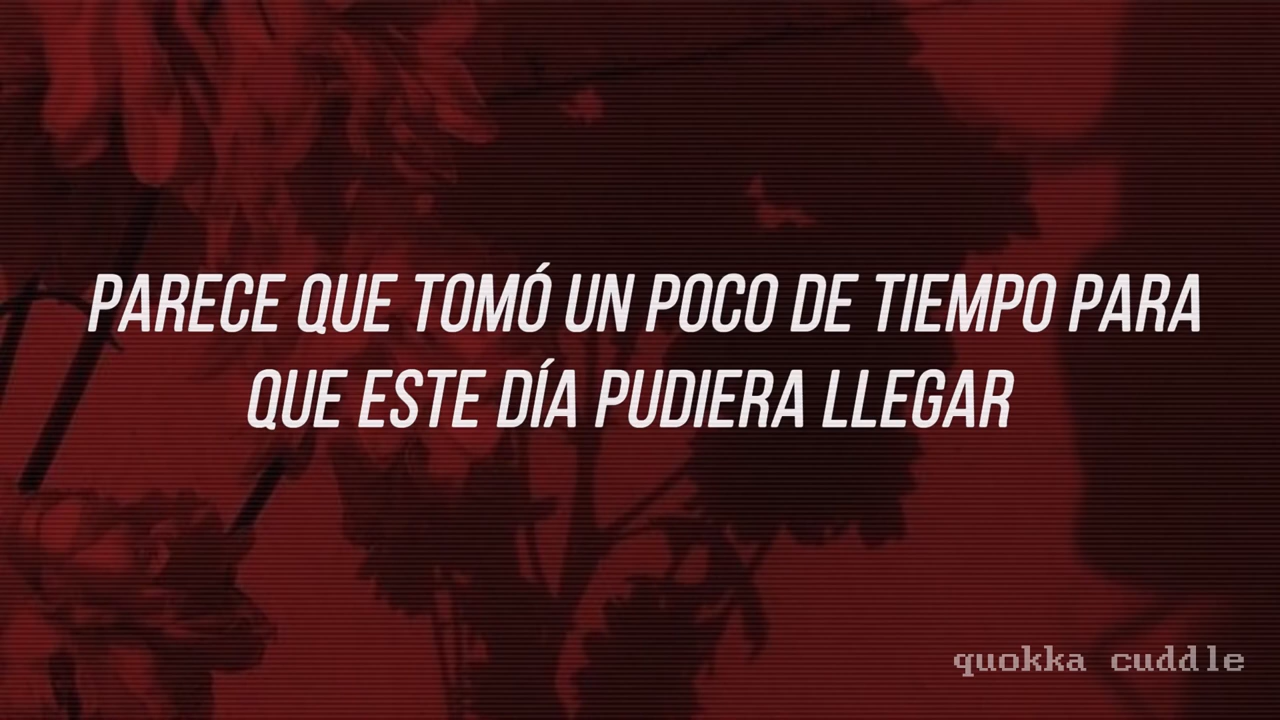 PARECE QUE TOMÓ UN POCO DE TIEMPO PARA
QUE ESTE DÍA PUDIERA LLEGAR
quokka cuddle